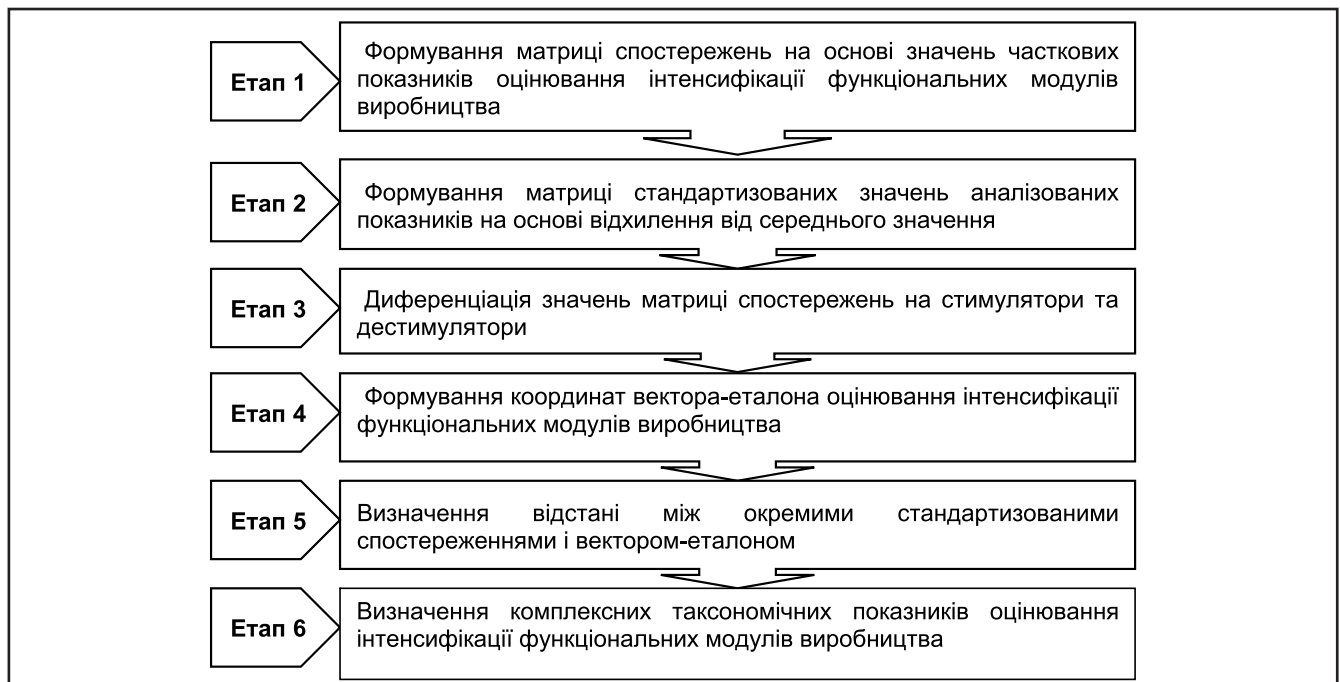 Етап 1
Формування матриці спостережень на основі значень часткових
показників оцінювання інтенсифікації функціональних модулів
виробництва
Етап 2
Формування матриці стандартизованих значень аналізованих
показників на основі відхилення від середнього значення
Етап 3
Диференціація значень матриці спостережень на стимулятори та
дестимулятори
Етап 4
Формування координат вектора-еталона оцінювання інтенсифікації
функціональних модулів виробництва
Етап 5
Визначення відстані між окремими стандартизованими
спостереженнями і вектором-еталоном
Етап 6
Визначення комплексних таксономічних показників оцінювання
інтенсифікації функціональних модулів виробництва